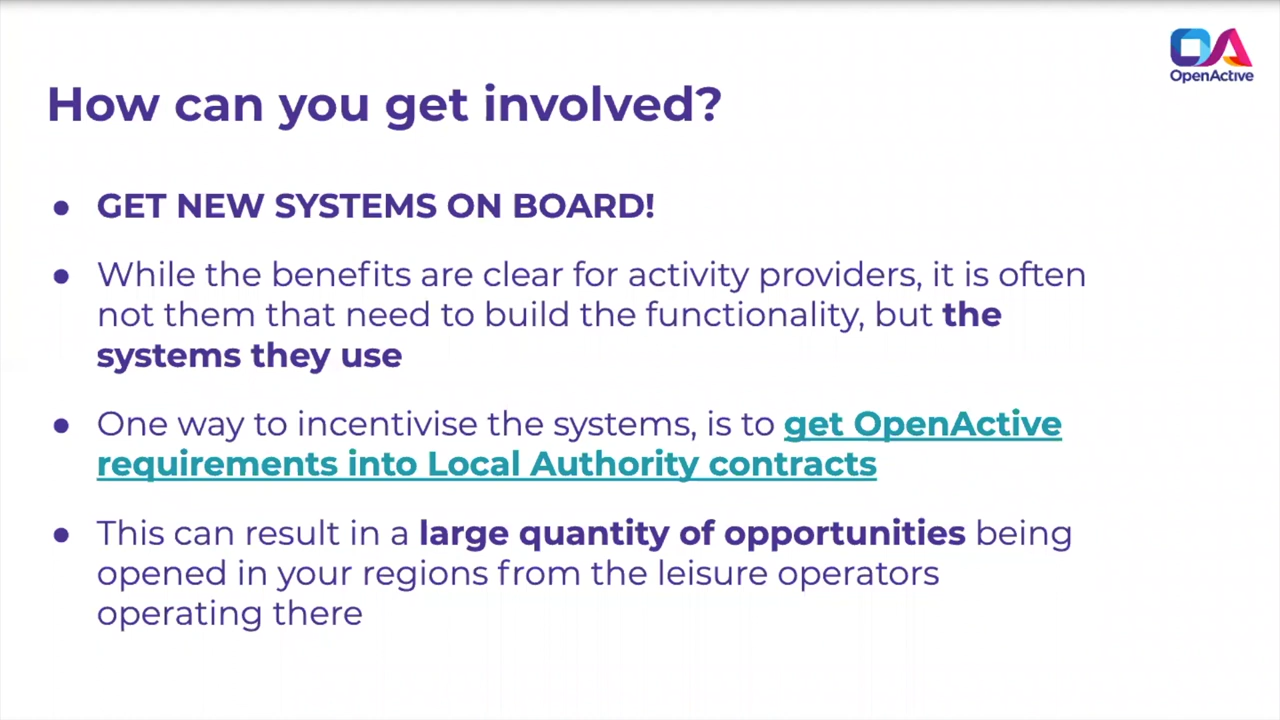 OA
OpenActive
How can you get involved?
● GET NEW SYSTEMS ON BOARD!
● While the benefits are clear for activity providers, it is often
not them that need to build the functionality, but the
systems they use
● One way to incentivise the systems, is to get OpenActive
requirements into Local Authority contracts
● This can result in a large quantity of opportunities being
opened in your regions from the leisure operators
operating there